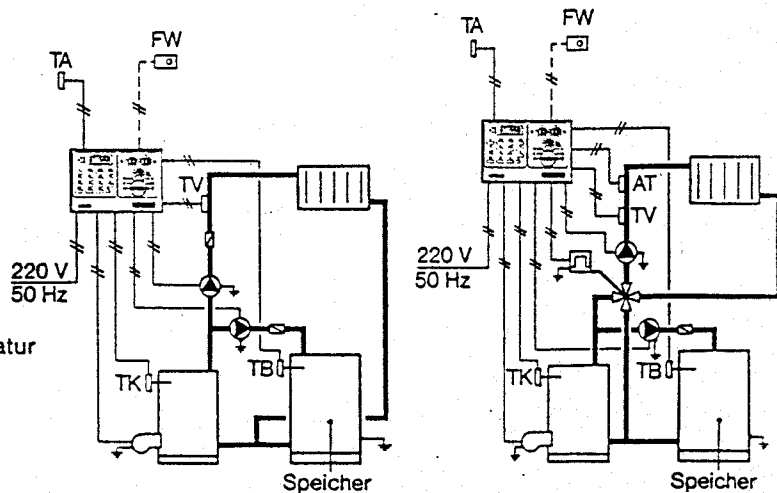 TA
FW
TV
220 V
50 Hz
atur
TK
TB
Speicher
TA
FW
AT
TV
220 V
50 Hz
TK
TB
Speicher